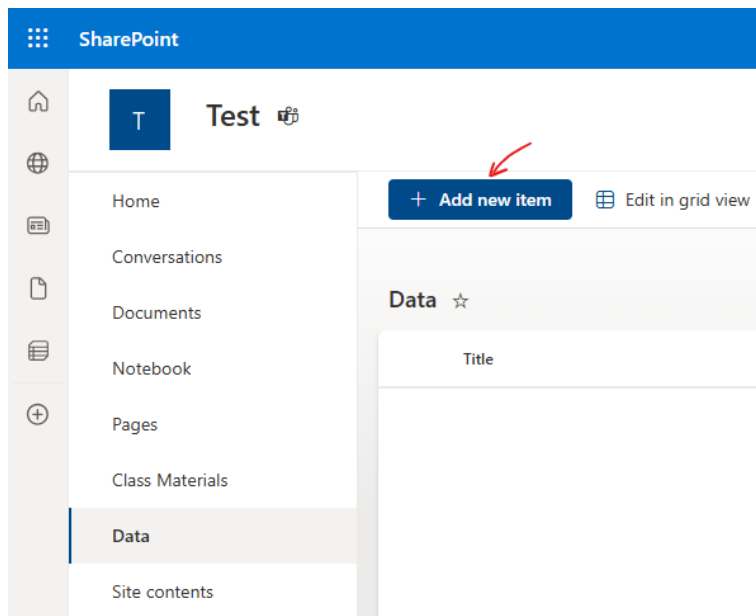 SharePoint
T
Test
Home
Conversations
Documents
Notebook
Pages
Class Materials
Data
Site contents
+ Add new item
Edit in grid view
Data
Title